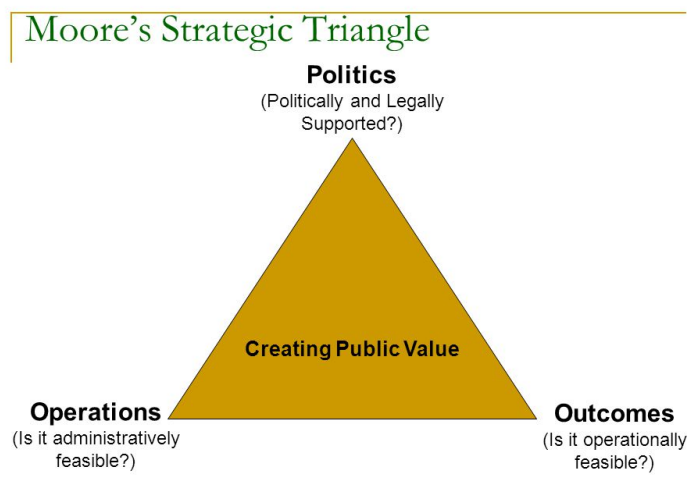 Moore's Strategic Triangle
Politics
(Politically and Legally
Supported?)
Creating Public Value
Operations
(Is it administratively
feasible?)
Outcomes
(Is it operationally
feasible?)